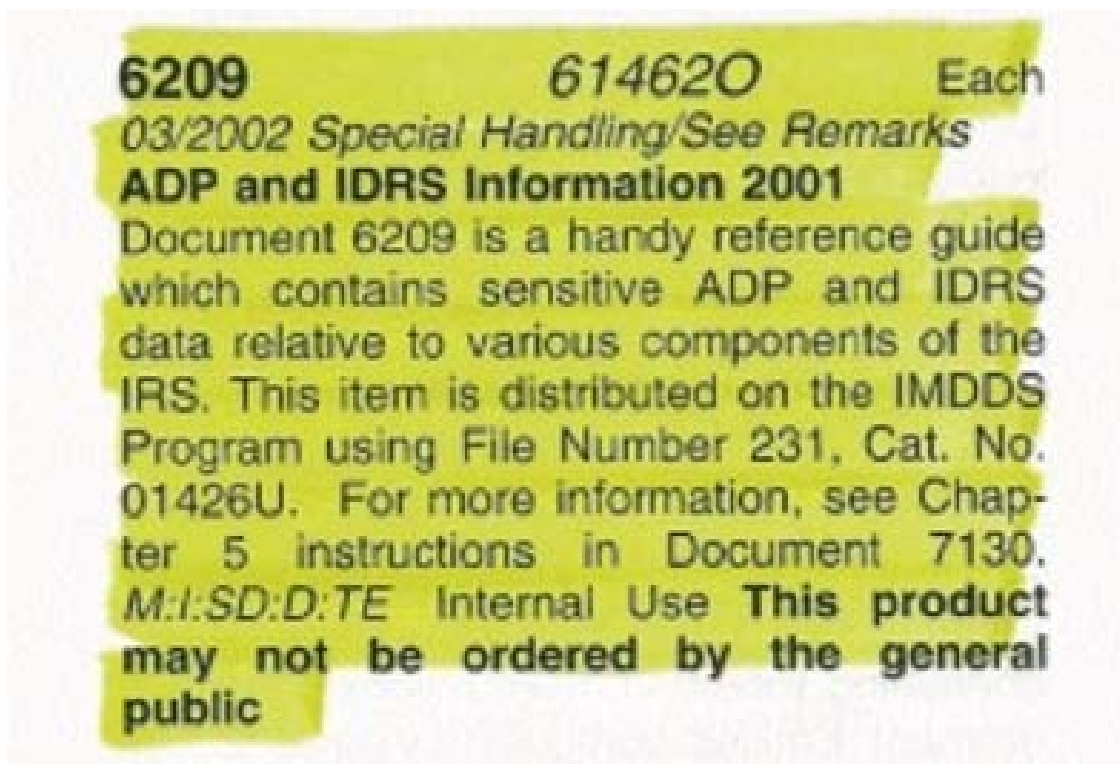 6209 61462O Each
03/2002 Special Handling/See Remarks
ADP and IDRS Information 2001
Document 6209 is a handy reference guide
which contains sensitive ADP and IDRS
data relative to various components of the
IRS. This item is distributed on the IMDDS
Program using File Number 231, Cat. No.
01426U. For more information, see Chap-
ter 5 instructions in Document 7130.
M:I:SD:D:TE Internal Use This product
may not be ordered by the general
public